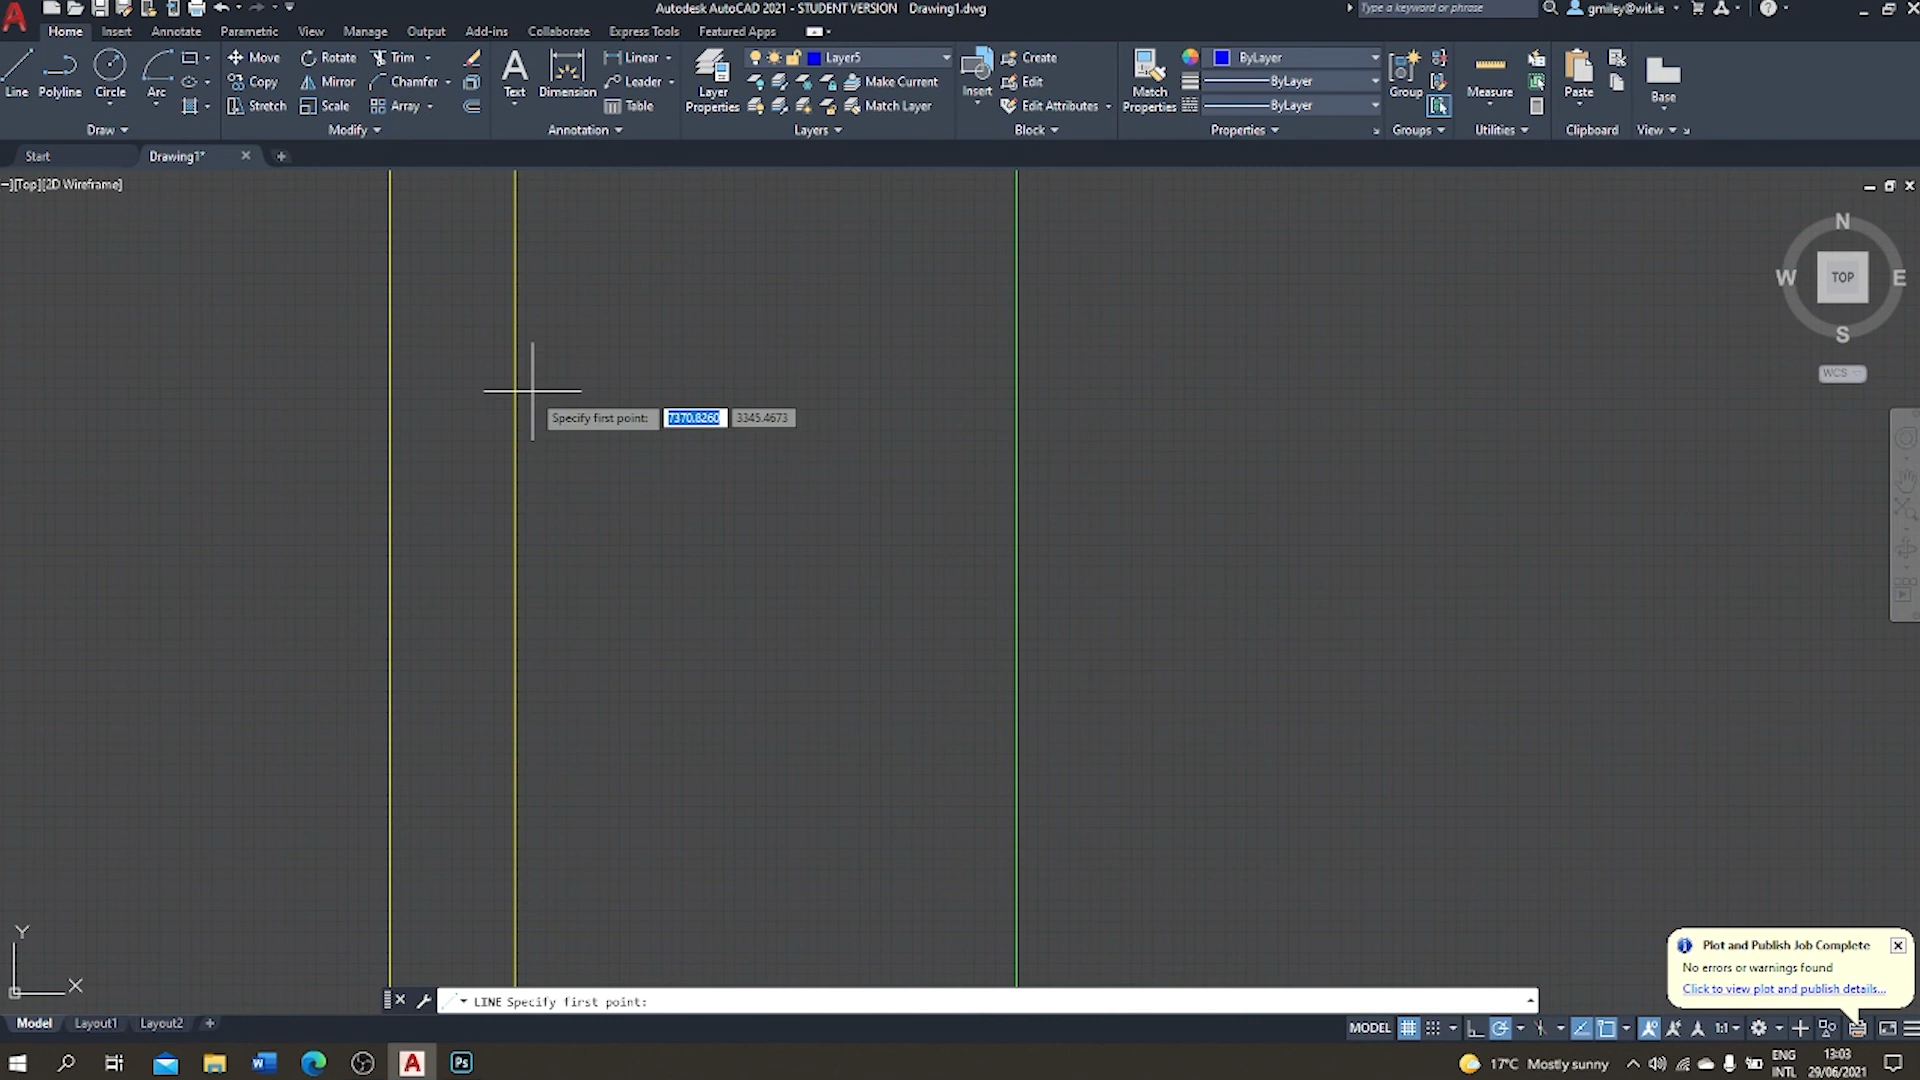 Autodesk AutoCAD 2021 - STUDENT VERSION Drawing1.dwg
Type a keyword or phrase
gmiley@wit.ie
Home Insert Annotate Parametric View Manage Output Add-ins Collaborate Express Tools Featured Apps
Line Polyline Circle Arc
Move Rotate Trim
Copy Mirror Chamfer
Stretch Scale Array
Text Dimension
Linear
Leader
Table
Layer Properties
Layer5
Make Current
Match Layer
Insert
Create
Edit
Edit Attributes
Match Properties
ByLayer
ByLayer
ByLayer
Group
Measure
Paste
Base
Draw Modify Annotation Layers Block Properties Groups Utilities Clipboard View
Start Drawing1*
][Top][2D Wireframe]
N
W TOP E
S
WCS
Specify first point: 7370.8260 3345.4673
Y
X
Plot and Publish Job Complete
No errors or warnings found
Click to view plot and publish details...
LINE Specify first point:
Model Layout1 Layout2
MODEL 1:1
17°C Mostly sunny
ENG
INTL
13:03
29/06/2021